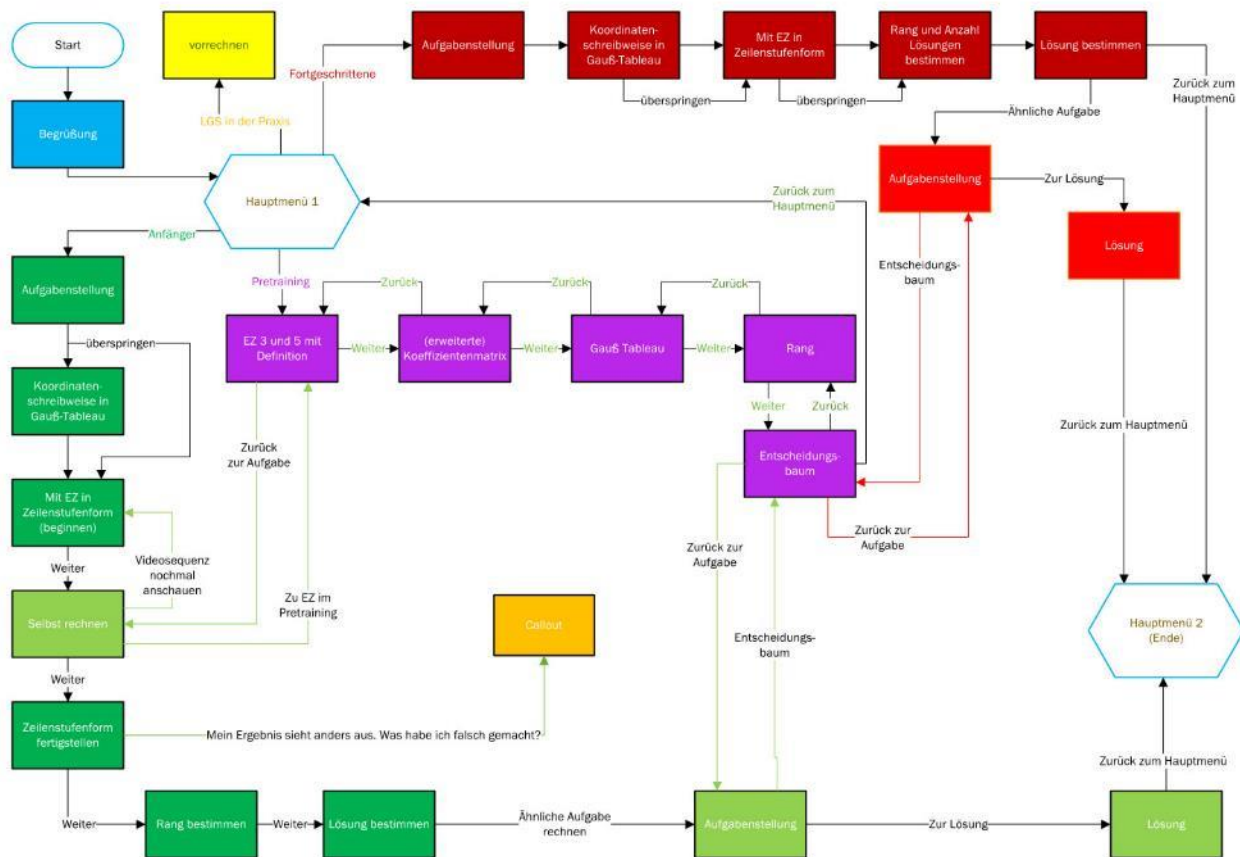 Start
vorrechnen
Aufgabenstellung
Koordinaten-
schreibweise in
Gauß-Tableau
Mit EZ in
Zeilenstufenform
Rang und Anzahl
Lösungen
bestimmen
Lösung bestimmen
Fortgeschrittene
überspringen
überspringen
Zurück zum
Hauptmenü
Begrüßung
LGS in der Praxis
Ähnliche Aufgabe
Hauptmenü 1
Zurück zum
Hauptmenü
Aufgabenstellung
Zur Lösung
Anfänger
Lösung
Entscheidungs-
baum
Aufgabenstellung
Pretraining
Zurück
Zurück
Zurück
überspringen
EZ 3 und 5 mit
Definition
Weiter
(erweiterte)
Koeffizientenmatrix
Weiter
Gauß Tableau
Weiter
Rang
Koordinaten-
schreibweise in
Gauß-Tableau
Weiter
Zurück
Zurück zum Hauptmenü
Zurück
zur Aufgabe
Entscheidungs-
baum
Mit EZ in
Zeilenstufenform
(beginnen)
Zurück zur
Aufgabe
Zurück zur
Aufgabe
Weiter
Videosequenz
nochmal
anschauen
Zu EZ im
Pretraining
Selbst rechnen
Callout
Entscheidungs-
baum
Hauptmenü 2
(Ende)
Weiter
Zeilenstufenform
fertigstellen
Mein Ergebnis sieht anders aus. Was habe ich falsch gemacht?
Zurück zum Hauptmenü
Weiter
Rang bestimmen
Weiter
Lösung bestimmen
Ähnliche Aufgabe
rechnen
Aufgabenstellung
Zur Lösung
Lösung